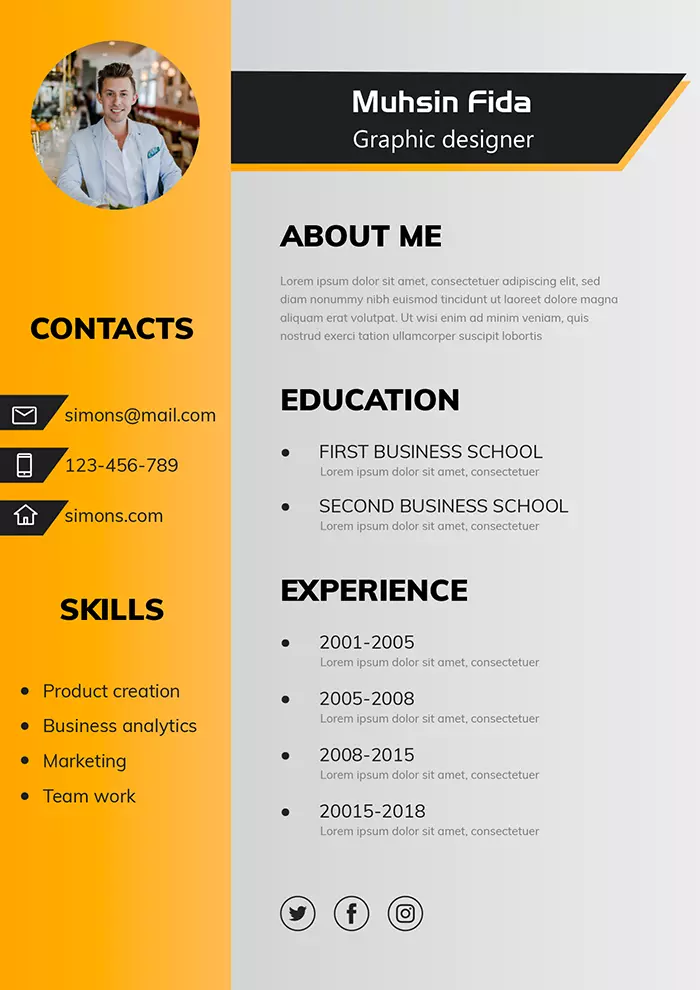 Muhsin Fida
Graphic designer
CONTACTS
simons@mail.com
123-456-789
simons.com
SKILLS
Product creation
Business analytics
Marketing
Team work
ABOUT ME
Lorem ipsum dolor sit amet, consectetuer adipiscing elit, sed
diam nonummy nibh euismod tincidunt ut laoreet dolore magna
aliquam erat volutpat. Ut wisi enim ad minim veniam, quis
nostrud exerci tation ullamcorper suscipit lobortis
EDUCATION
FIRST BUSINESS SCHOOL
Lorem ipsum dolor sit amet, consectetuer
SECOND BUSINESS SCHOOL
Lorem ipsum dolor sit amet, consectetuer
EXPERIENCE
2001-2005
Lorem ipsum dolor sit amet, consectetuer
2005-2008
Lorem ipsum dolor sit amet, consectetuer
2008-2015
Lorem ipsum dolor sit amet, consectetuer
20015-2018
Lorem ipsum dolor sit amet, consectetuer